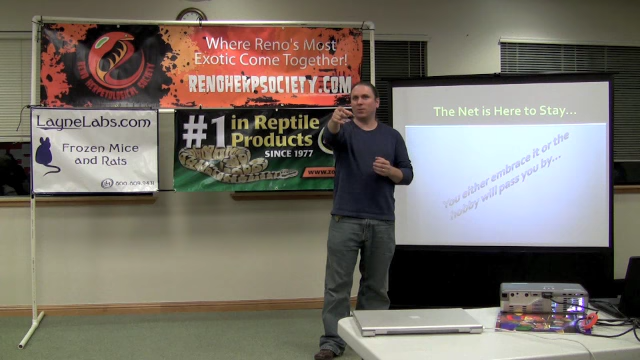 Where Reno's Most
Exotic Come Together!
RENOHERPSOCIETY.COM
LayneLabs.com
Frozen Mice
and Rats
#1 in Reptile
Products
SINCE 1977
The Net is Here to Stay...
You either embrace it or the
hobby will pass you by...